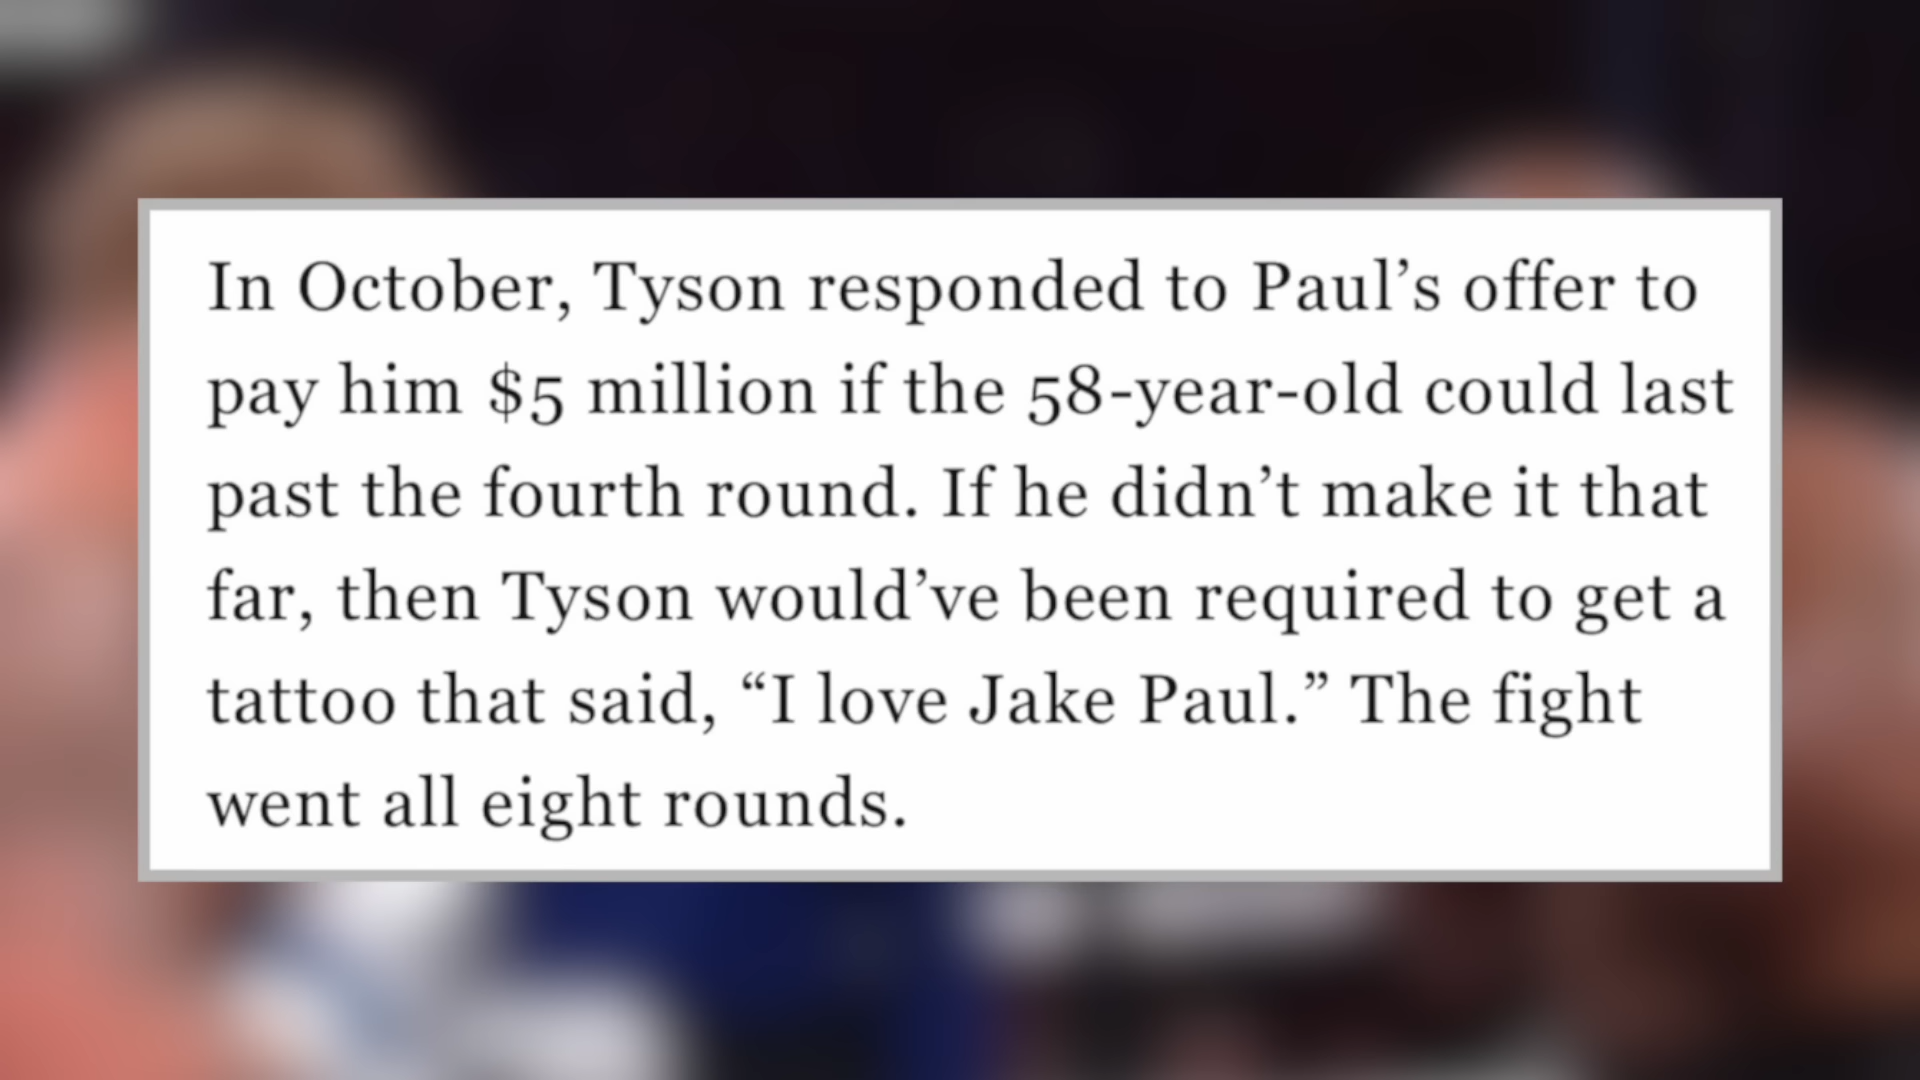 In October, Tyson responded to Paul’s offer to
pay him $5 million if the 58-year-old could last
past the fourth round. If he didn’t make it that
far, then Tyson would’ve been required to get a
tattoo that said, “I love Jake Paul.” The fight
went all eight rounds.